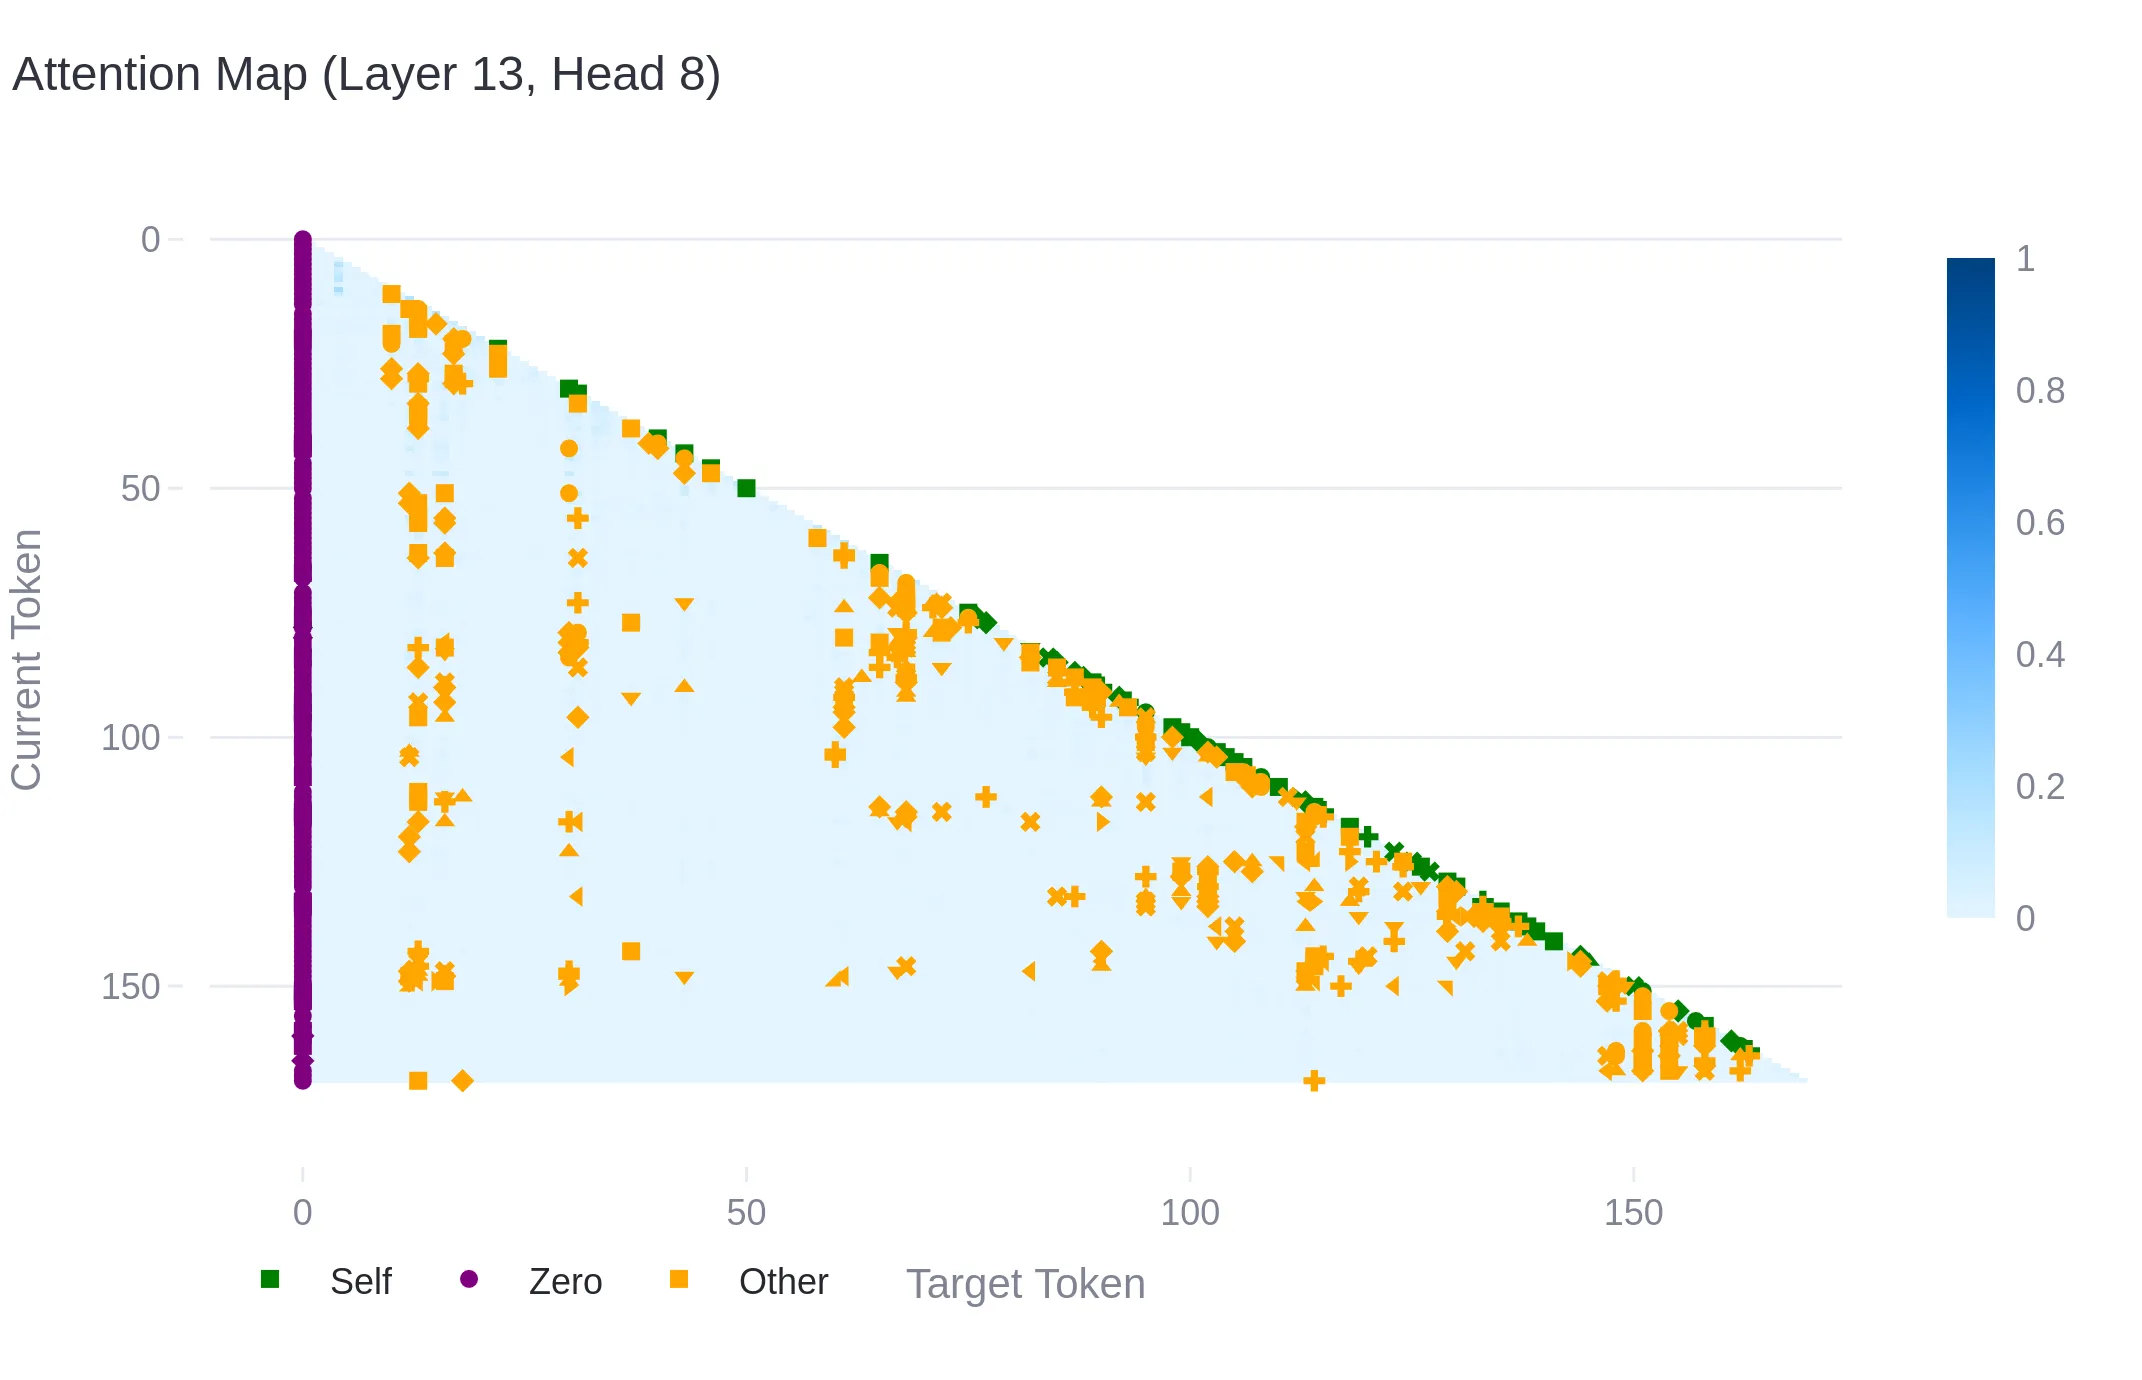 Attention Map (Layer 13, Head 8)
0
50
100
150
Current Token
1
0.8
0.6
0.4
0.2
0
0 50 100 150
Self Zero Other Target Token